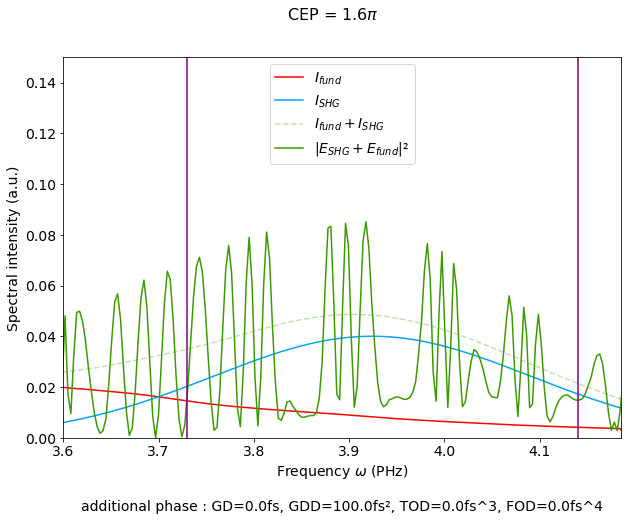 CEP = 1.6π
0.14
0.12
0.10
0.08
0.06
0.04
0.02
0.00
Spectral intensity (a.u.)
I_fund
I_SHG
I_fund + I_SHG
|E_SHG + E_fund|²
3.6 3.7 3.8 3.9 4.0 4.1
Frequency ω (PHz)
additional phase : GD=0.0fs, GDD=100.0fs², TOD=0.0fs^3, FOD=0.0fs^4